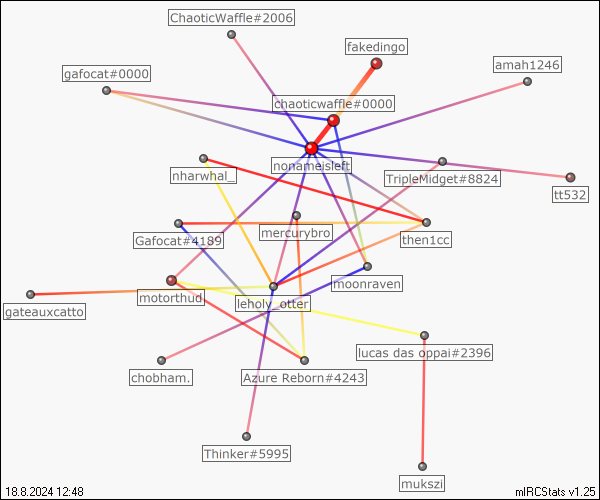 ChaoticWaffle#2006
fakedingo
amah1246
gafocat#0000
chaoticwaffle#0000
nonameisleft
nharwhal_
TripleMidget#8824
tt532
mercurybro
Gafocat#4189
then1cc
moonraven
motorthud
leholy_otter
gateauxcatto
lucas das oppai#2396
chobham.
Azure Reborn#4243
Thinker#5995
mukszi
18.8.2024 12:48
mIRCStats v1.25